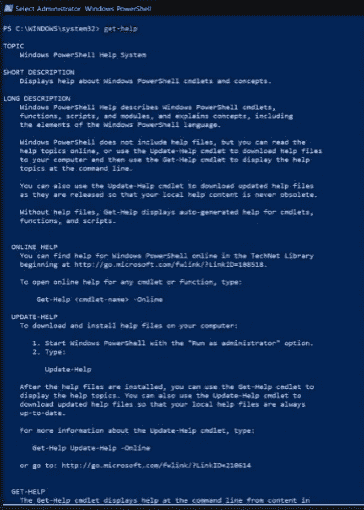 Select Administrator: Windows PowerShell
PS C:\WINDOWS\system32> get-help
TOPIC
Windows PowerShell Help System
SHORT DESCRIPTION
Displays help about Windows PowerShell cmdlets and concepts.
LONG DESCRIPTION
Windows PowerShell Help describes Windows PowerShell cmdlets,
functions, scripts, and modules, and explains concepts, including
the elements of the Windows PowerShell language.
Windows PowerShell does not include help files, but you can read the
help topics online, or use the Update-Help cmdlet to download help files
to your computer and then use the Get-Help cmdlet to display the help
topics at the command line.
You can also use the Update-Help cmdlet to download updated help files
as they are released so that your local help content is never obsolete.
Without help files, Get-Help displays auto-generated help for cmdlets,
functions, and scripts.
ONLINE HELP
You can find help for Windows PowerShell online in the TechNet Library
beginning at http://go.microsoft.com/fwlink/?LinkID=108518.
To open online help for any cmdlet or function, type:
Get-Help <cmdlet-name> -Online
UPDATE-HELP
To download and install help files on your computer:
1. Start Windows PowerShell with the "Run as administrator" option.
2. Type:
Update-Help
After the help files are installed, you can use the Get-Help cmdlet to
display the help topics. You can also use the Update-Help cmdlet to
download updated help files so that your local help files are always
up-to-date.
For more information about the Update-Help cmdlet, type:
Get-Help Update-Help -Online
or go to: http://go.microsoft.com/fwlink/?LinkID=210614
GET-HELP
The Get-Help cmdlet displays help at the command line from content in